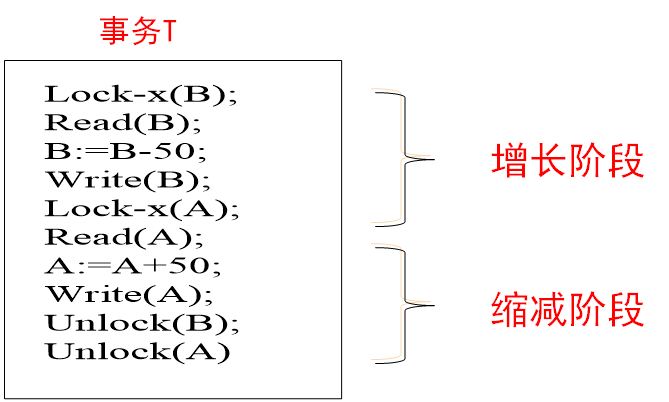 事务T
Lock-x(B);
Read(B);
B:=B-50;
Write(B);
Lock-x(A);
Read(A);
A:=A+50;
Write(A);
Unlock(B);
Unlock(A)
增长阶段
缩减阶段